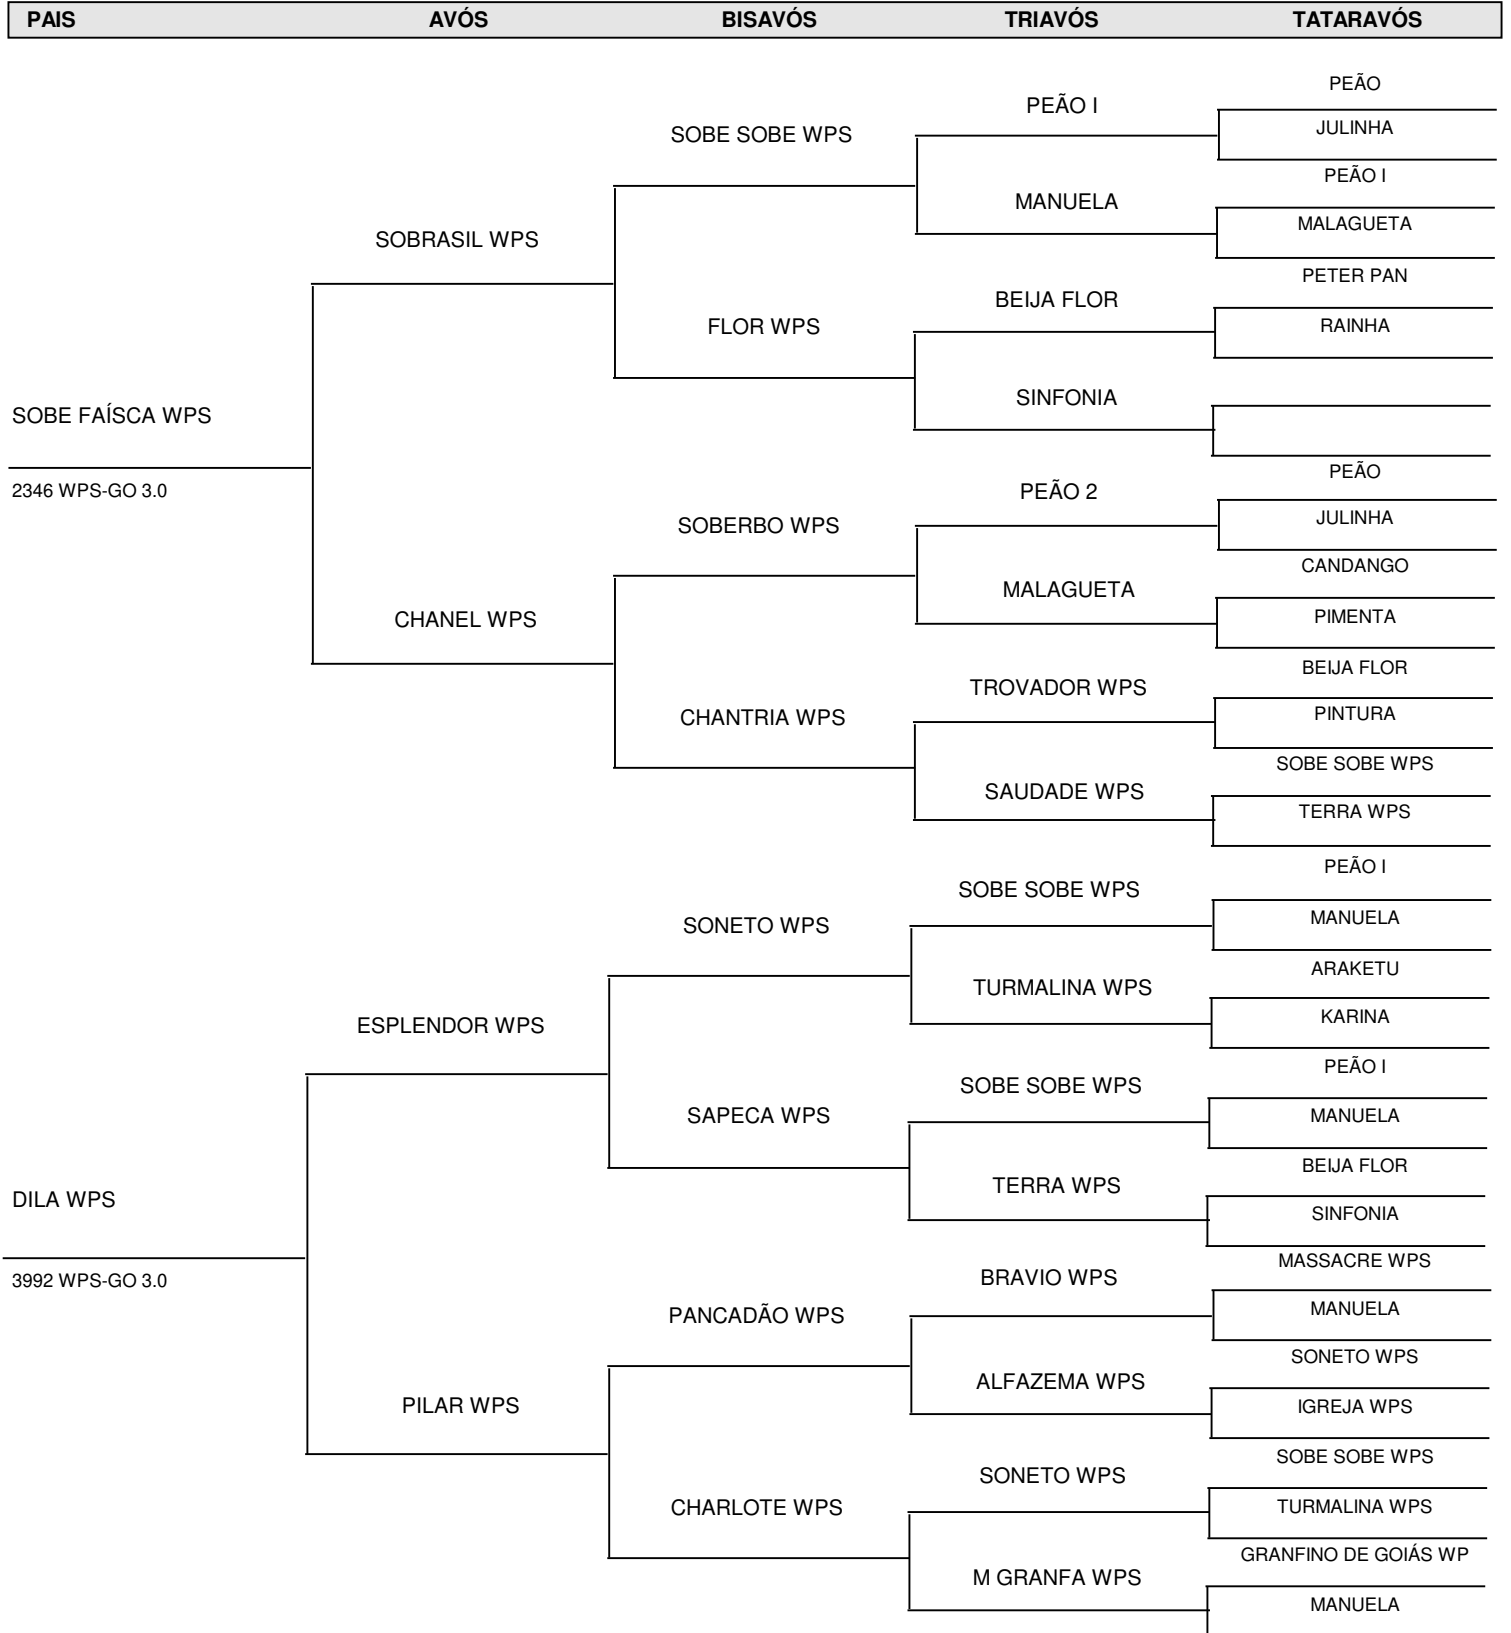 PAIS AVÓS BISAVÓS TRIAVÓS TATARAVÓS
PEÃO
PEÃO I
JULINHA
SOBE SOBE WPS
PEÃO I
MANUELA
MALAGUETA
SOBRASIL WPS
PETER PAN
BEIJA FLOR
FLOR WPS
RAINHA
SINFONIA
SOBE FAÍSCA WPS
PEÃO
2346 WPS-GO 3.0
PEÃO 2
SOBERBO WPS
JULINHA
CANDANGO
MALAGUETA
CHANEL WPS
PIMENTA
BEIJA FLOR
TROVADOR WPS
CHANTRIA WPS
PINTURA
SOBE SOBE WPS
SAUDADE WPS
TERRA WPS
PEÃO I
SOBE SOBE WPS
SONETO WPS
MANUELA
ARAKETU
TURMALINA WPS
ESPLENDOR WPS
KARINA
PEÃO I
SOBE SOBE WPS
SAPECA WPS
MANUELA
BEIJA FLOR
TERRA WPS
DILA WPS
SINFONIA
MASSACRE WPS
3992 WPS-GO 3.0
BRAVIO WPS
PANCADÃO WPS
MANUELA
SONETO WPS
ALFAZEMA WPS
PILAR WPS
IGREJA WPS
SOBE SOBE WPS
SONETO WPS
CHARLOTE WPS
TURMALINA WPS
GRANFINO DE GOIÁS WP
M GRANFA WPS
MANUELA